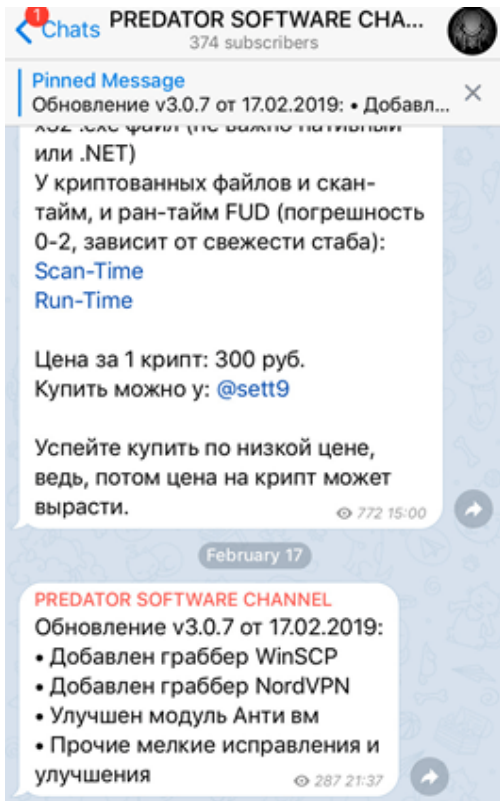 1
Chats
PREDATOR SOFTWARE CHA...
374 subscribers
Pinned Message
Обновление v3.0.7 от 17.02.2019: • Добавл...
x32 .exe файл (не важно нативный
или .NET)
У криптованных файлов и скан-
тайм, и ран-тайм FUD (погрешность
0-2, зависит от свежести стаба):
Scan-Time
Run-Time
Цена за 1 крипт: 300 руб.
Купить можно у: @sett9
Успейте купить по низкой цене,
ведь, потом цена на крипт может
вырасти.
772 15:00
February 17
PREDATOR SOFTWARE CHANNEL
Обновление v3.0.7 от 17.02.2019:
• Добавлен граббер WinSCP
• Добавлен граббер NordVPN
• Улучшен модуль Анти вм
• Прочие мелкие исправления и
улучшения
287 21:37